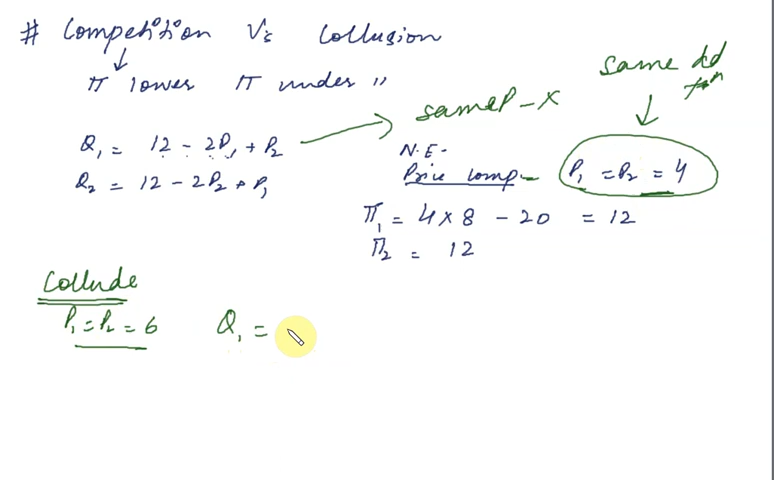 # Competition Vs Collusion
↓
π lower π under "
same dd fxn
↓
same P - X
Q₁ = 12 - 2P₁ + P₂
Q₂ = 12 - 2P₂ + P₁
N.E-
Price comp- P₁ = P₂ = 4
π₁ = 4 × 8 - 20 = 12
π₂ = 12
Collude
P₁ = P₂ = 6 Q₁ =